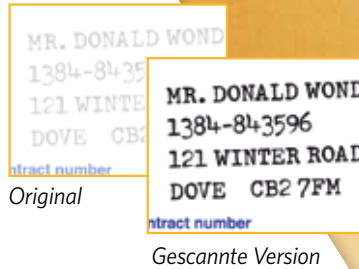 MR. DONALD WOND
1384-8435
121 WINTE
DOVE CB2
ntract number
Original
MR. DONALD WOND
1384-843596
121 WINTER ROAD
DOVE CB2 7FM
ntract number
Gescannte Version